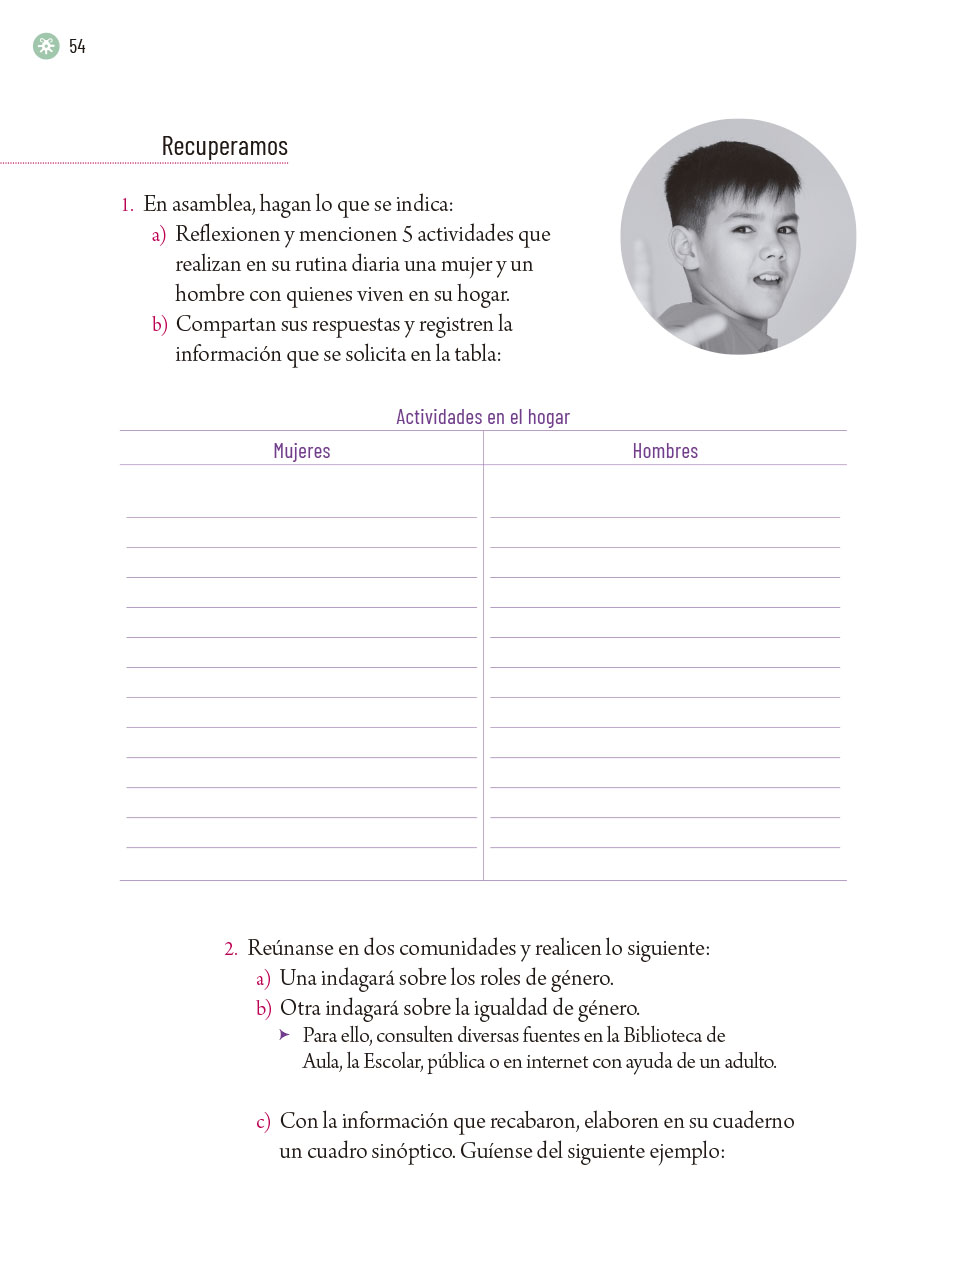 54
Recuperamos
1. En asamblea, hagan lo que se indica:
a) Reflexionen y mencionen 5 actividades que
realizan en su rutina diaria una mujer y un
hombre con quienes viven en su hogar.
b) Compartan sus respuestas y registren la
información que se solicita en la tabla:
Actividades en el hogar
Mujeres
Hombres
2. Reúnanse en dos comunidades y realicen lo siguiente:
a) Una indagará sobre los roles de género.
b) Otra indagará sobre la igualdad de género.
➤ Para ello, consulten diversas fuentes en la Biblioteca de
Aula, la Escolar, pública o en internet con ayuda de un adulto.
c) Con la información que recabaron, elaboren en su cuaderno
un cuadro sinóptico. Guíense del siguiente ejemplo: